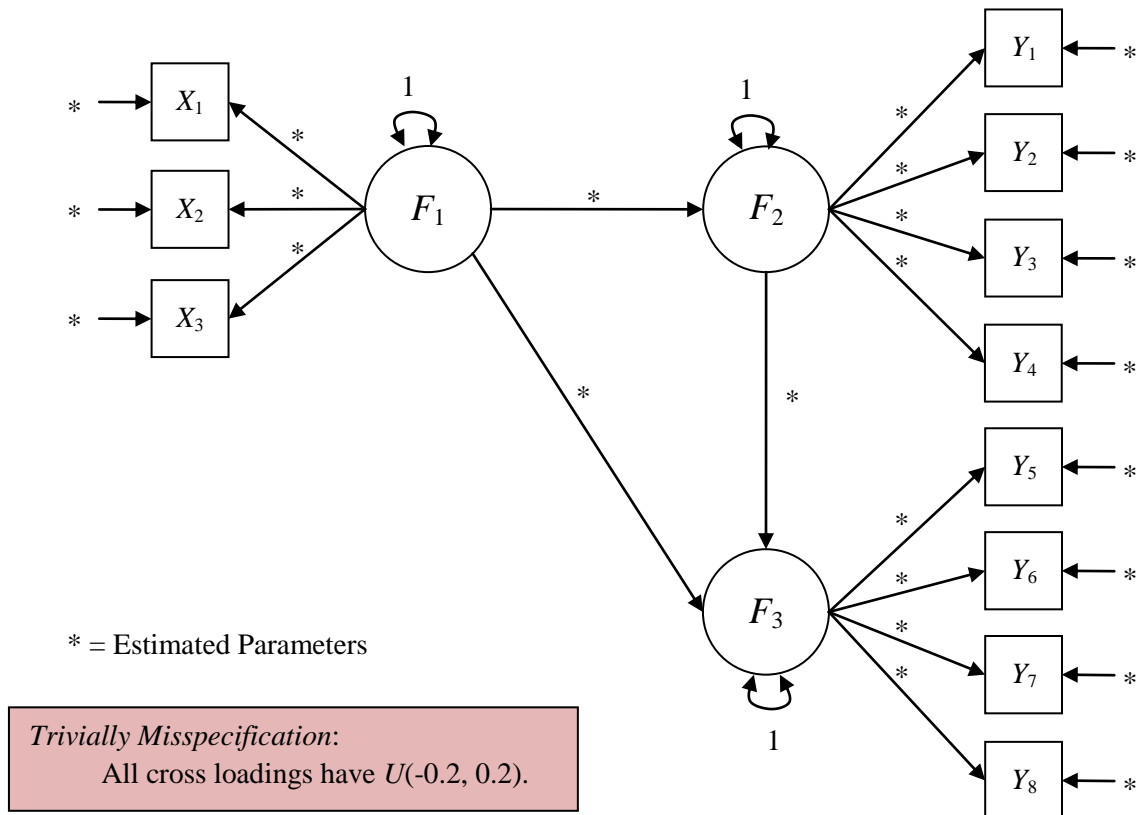 Y1
*
1
1
X1
*
*
*
Y2
*
*
X2
*
*
F1
*
F2
*
Y3
*
*
*
X3
*
Y4
*
*
*
Y5
*
*
Y6
*
*
F3
*
Y7
*
*
* = Estimated Parameters
1
Y8
*
Trivially Misspecification:
All cross loadings have U(-0.2, 0.2).